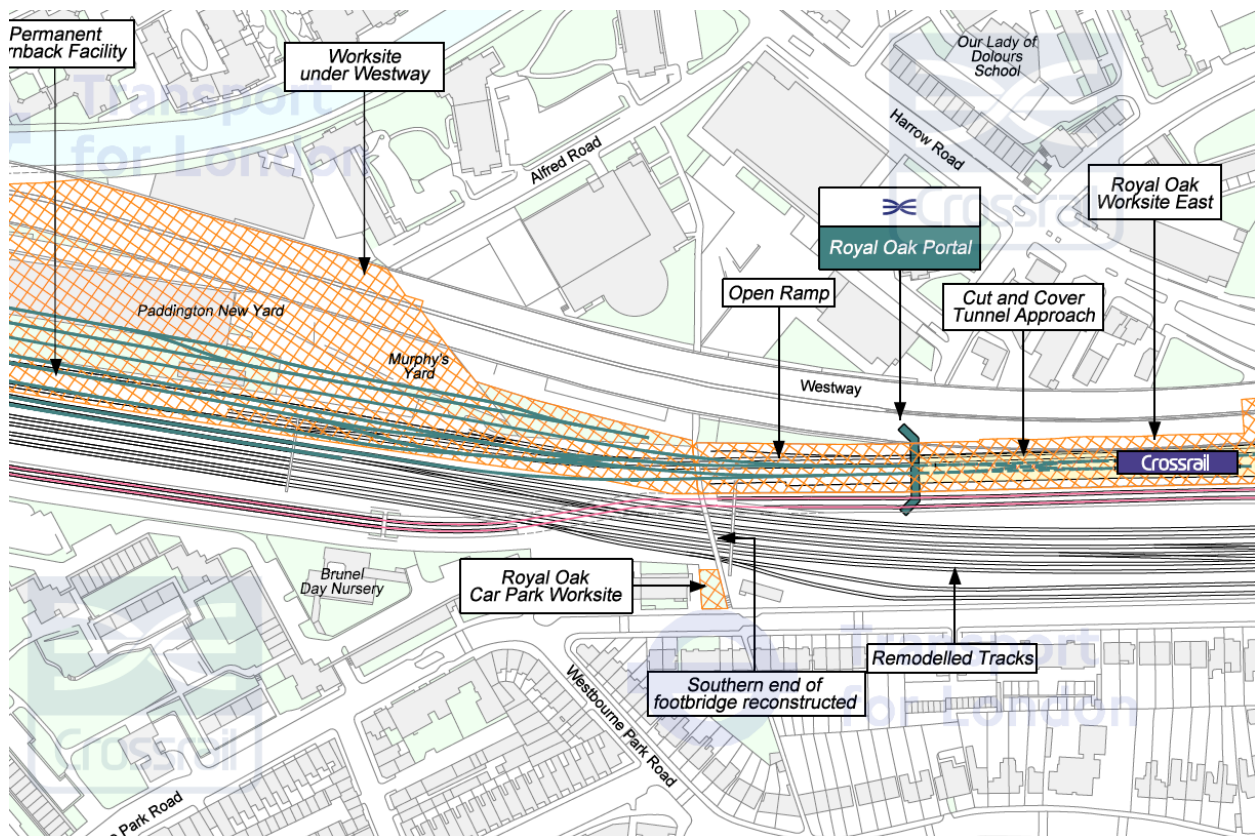 Permanent
rnback Facility
Worksite
under Westway
Our Lady of
Dolours
School
Harrow Road
Alfred Road
Royal Oak
Worksite East
Royal Oak Portal
Open Ramp
Cut and Cover
Tunnel Approach
Paddington New Yard
Murphy's
Yard
Westway
Crossrail
Brunel
Day Nursery
Royal Oak
Car Park Worksite
Remodelled Tracks
Southern end of
footbridge reconstructed
Westbourne Park Road
ne Park Road
Transport
for London
Crossrail
Transport
for London
Crossrail